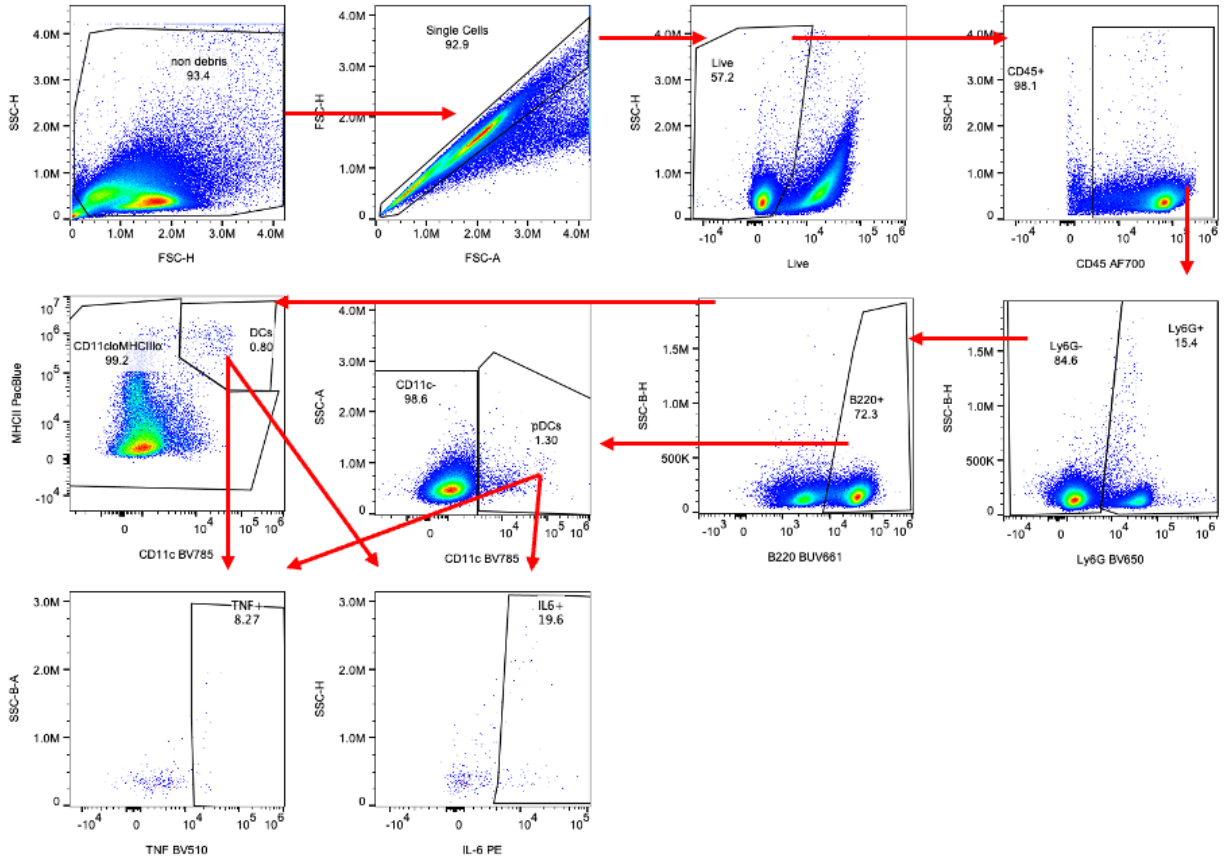 non debris
93.4
SSC-H
4.0M
3.0M
2.0M
1.0M
0
0.0M
1.0M
2.0M
3.0M
4.0M
FSC-H
Single Cells
92.9
FSC-H
4.0M
3.0M
2.0M
1.0M
0
0
1.0M
2.0M
3.0M
4.0M
FSC-A
Live
57.2
SSC-H
4.0M
3.0M
2.0M
1.0M
0
-10^4
0
10^4
10^5
10^6
Live
CD45+
98.1
SSC-H
4.0M
3.0M
2.0M
1.0M
0
-10^4
0
10^4
10^5
10^6
CD45 AF700
CD11cloMHCIIlo
99.2
DCs
0.80
MHCII PacBlue
10^7
10^6
10^5
10^4
0
-10^4
0
10^4
10^5
10^6
CD11c BV785
CD11c-
98.6
pDCs
1.30
SSC-A
4.0M
3.0M
2.0M
1.0M
0
-10^4
0
10^4
10^5
10^6
CD11c BV785
B220+
72.3
SSC-B-H
1.5M
1.0M
500K
0
-10^3
0
10^3
10^4
10^5
10^6
B220 BUV661
Ly6G-
84.6
Ly6G+
15.4
SSC-B-H
1.5M
1.0M
500K
0
-10^4
0
10^4
10^5
10^6
Ly6G BV650
TNF+
8.27
SSC-B-A
3.0M
2.0M
1.0M
0
-10^4
0
10^4
10^5
10^6
TNF BV510
IL6+
19.6
SSC-H
3.0M
2.0M
1.0M
0
-10^4
0
10^4
10^5
10^6
IL-6 PE